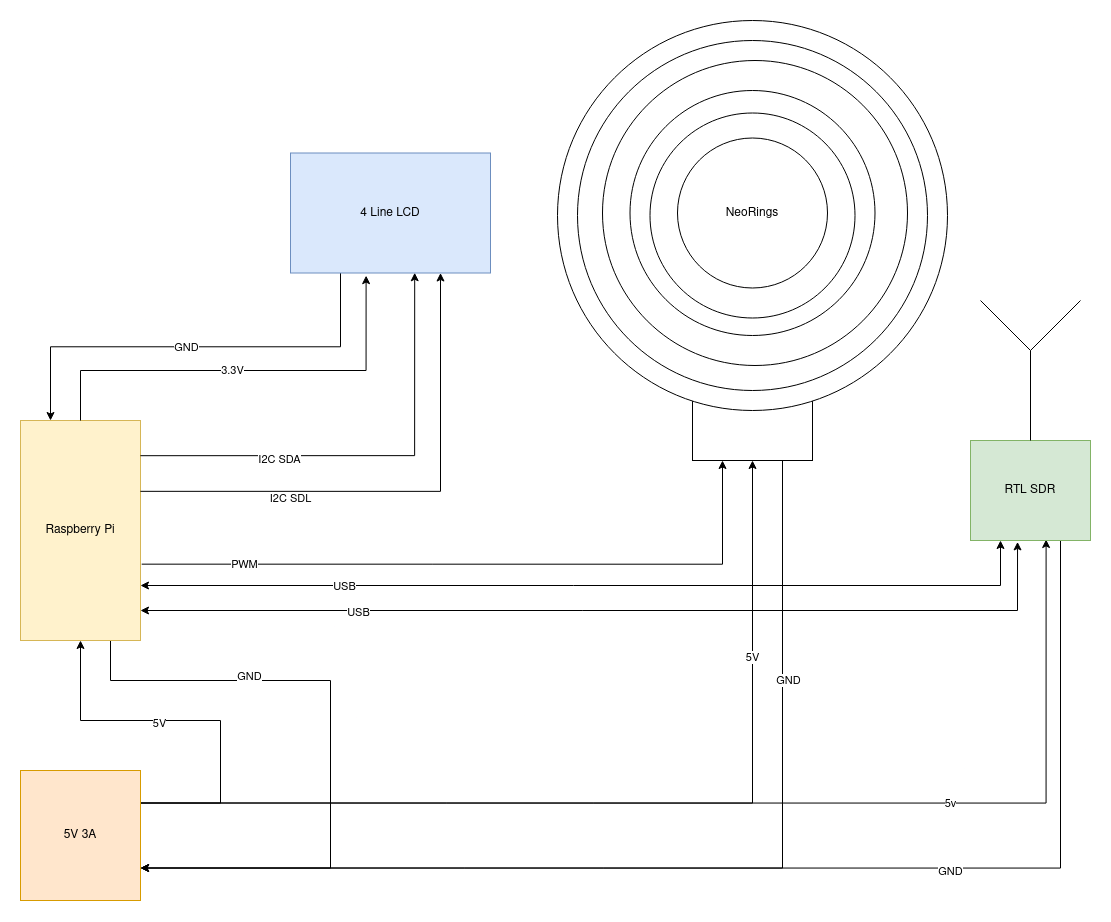 4 Line LCD
NeoRings
GND
3.3V
I2C SDA
I2C SDL
RTL SDR
Raspberry Pi
PWM
USB
USB
5V
GND
GND
5V
5v
5V 3A
GND